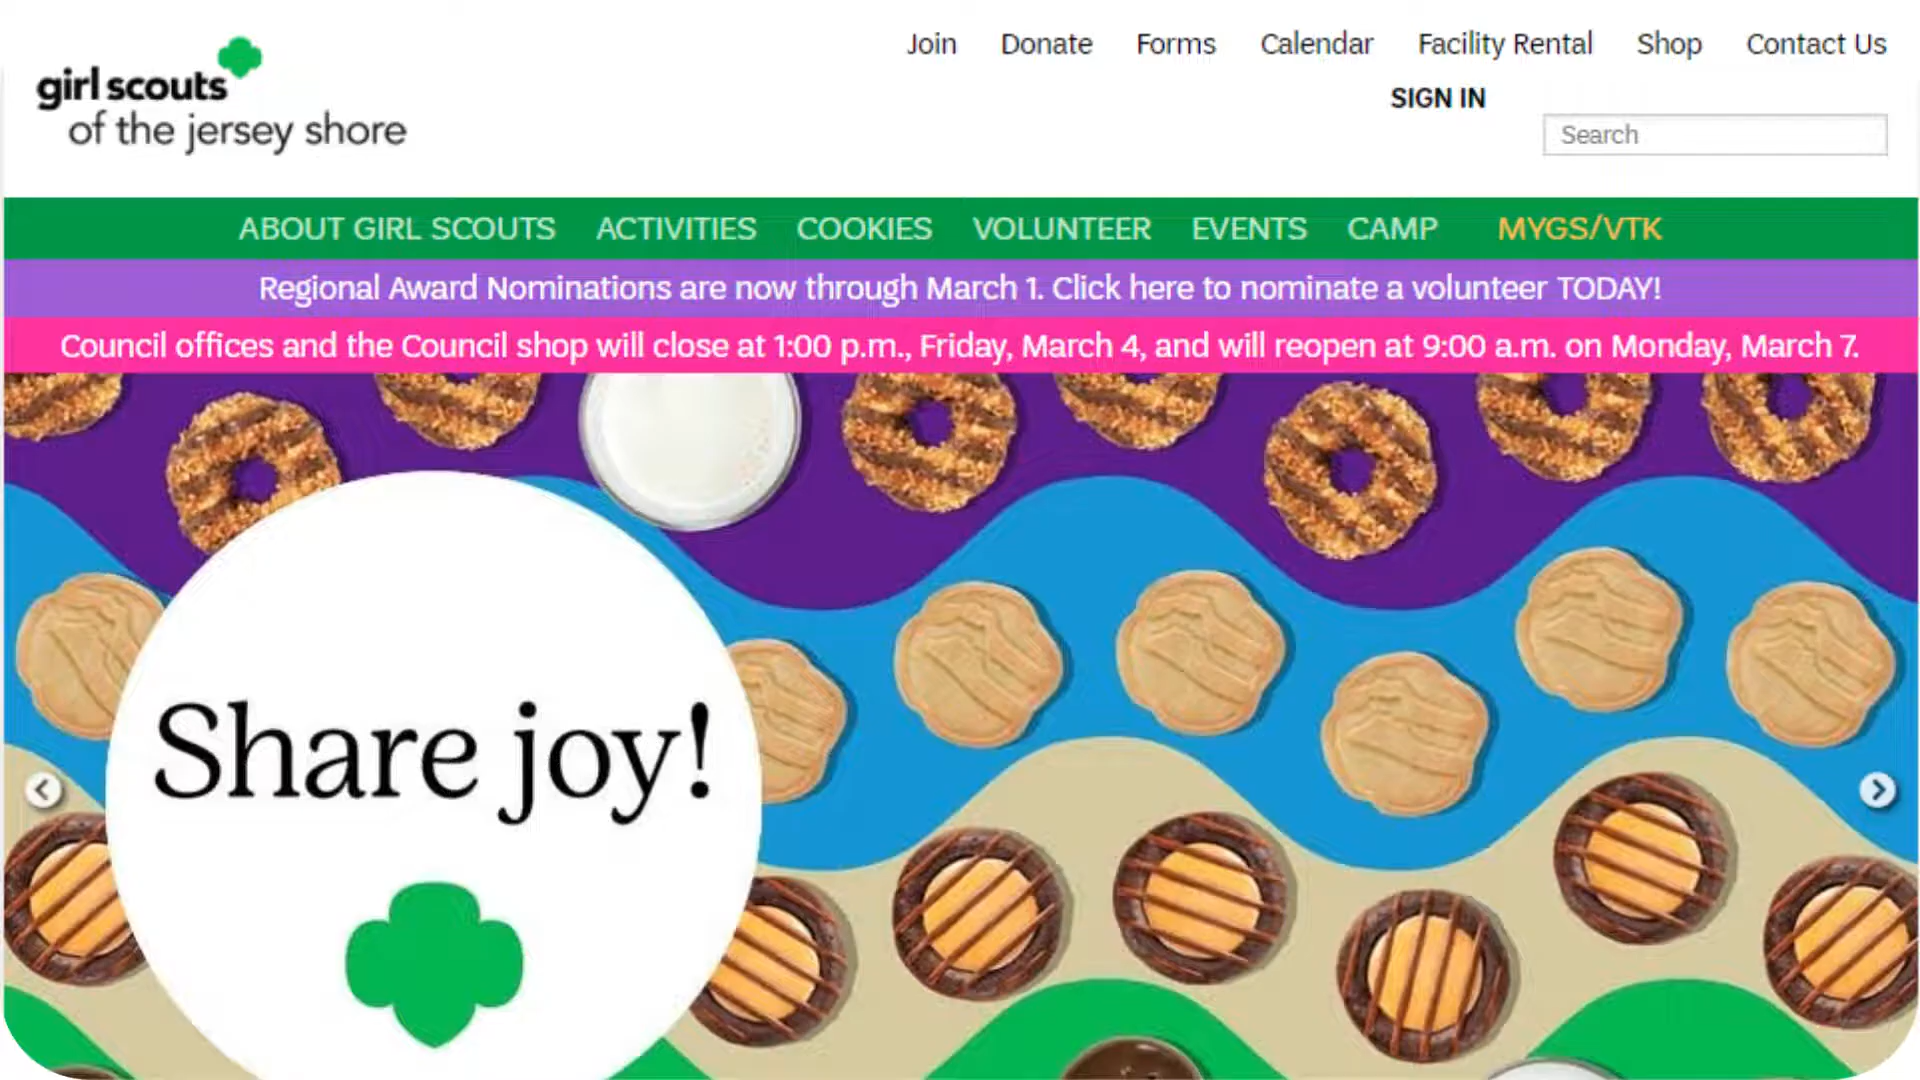 girl scouts
of the jersey shore
Join Donate Forms Calendar Facility Rental Shop Contact Us
SIGN IN
Search
ABOUT GIRL SCOUTS ACTIVITIES COOKIES VOLUNTEER EVENTS CAMP MYGS/VTK
Regional Award Nominations are now through March 1. Click here to nominate a volunteer TODAY!
Council offices and the Council shop will close at 1:00 p.m., Friday, March 4, and will reopen at 9:00 a.m. on Monday, March 7.
Share joy!